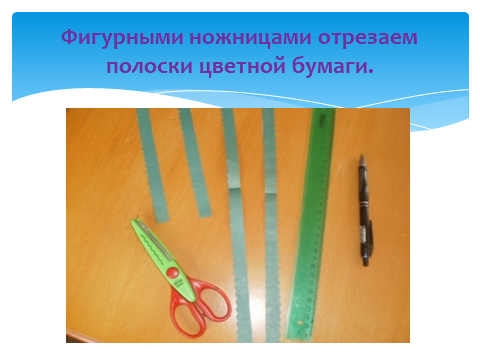 Фигурными ножницами отрезаем
полоски цветной бумаги.